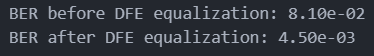 BER before DFE equalization: 8.10e-02
BER after DFE equalization: 4.50e-03